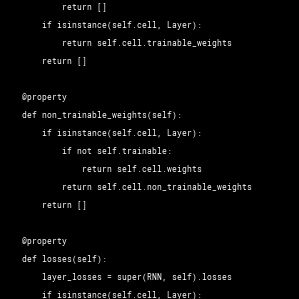 return []
if isinstance(self.cell, Layer):
return self.cell.trainable_weights
return []
@property
def non_trainable_weights(self):
if isinstance(self.cell, Layer):
if not self.trainable:
return self.cell.weights
return self.cell.non_trainable_weights
return []
@property
def losses(self):
layer_losses = super(RNN, self).losses
if isinstance(self.cell, Layer):